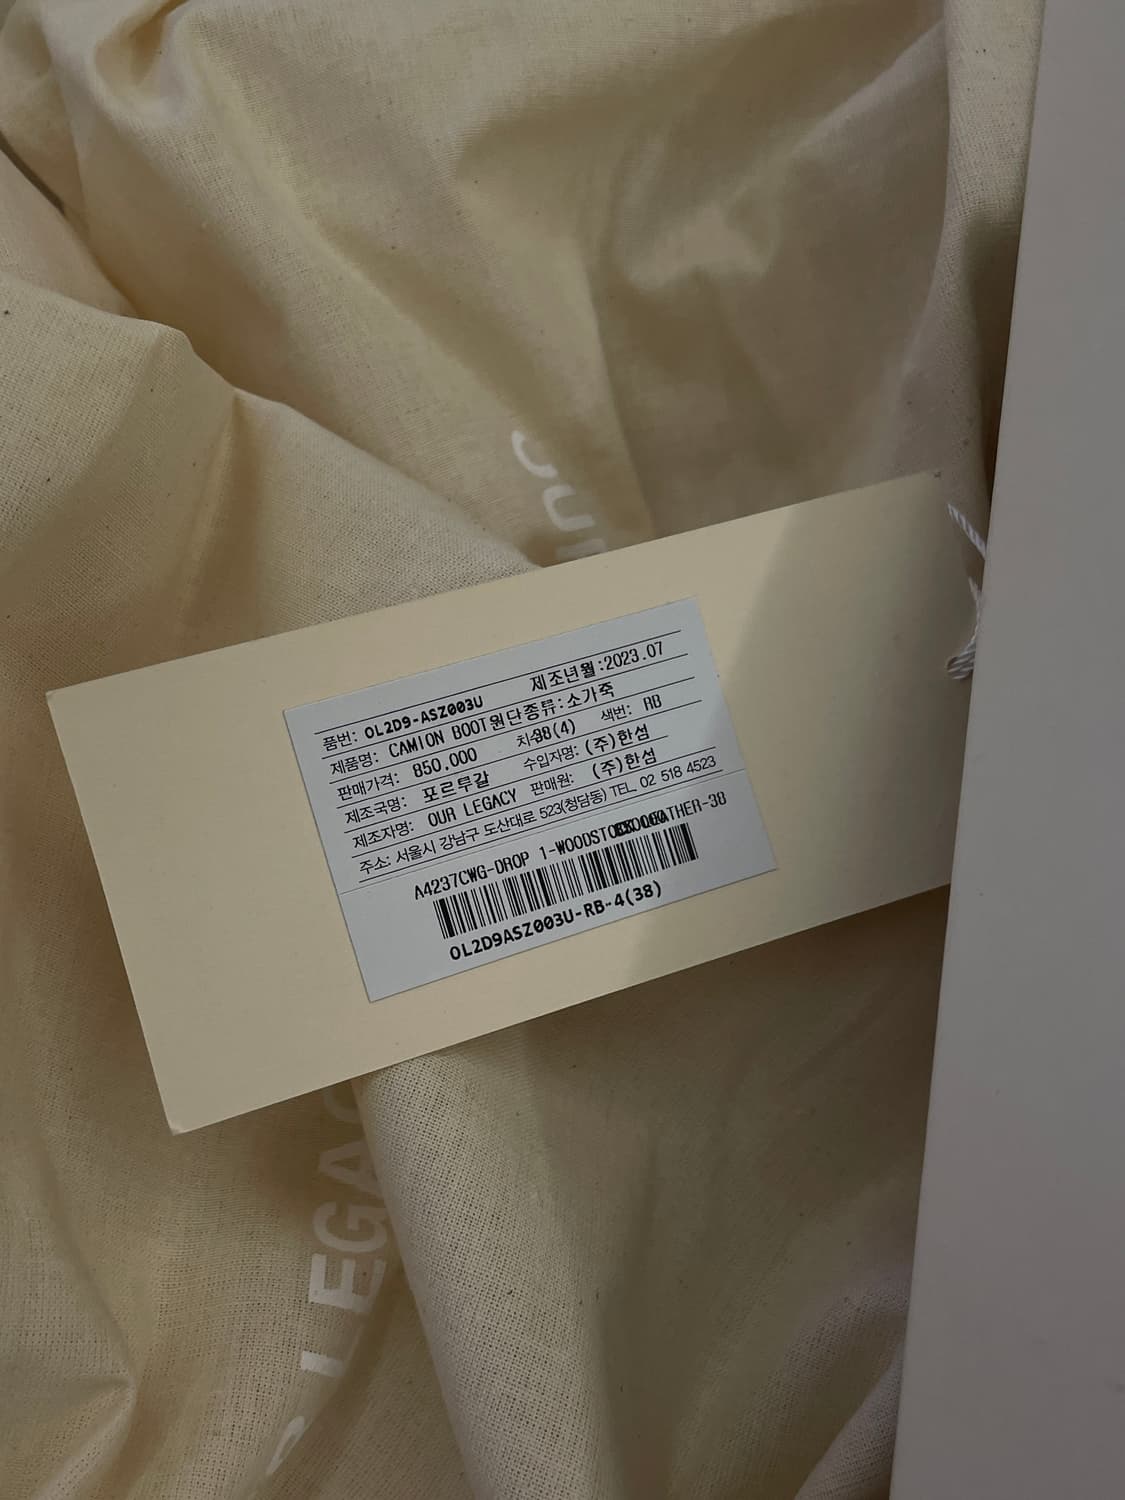 OUR
품번: OL2D9-ASZ003U 제조년월:2023.07
제품명: CAMION BOOT 원단종류:소가죽
판매가격: 850,000 색번: RB
제조국명: 포르투갈 수입자명: (주)한섬
제조자명: OUR LEGACY 판매원: (주)한섬
주소: 서울시 강남구 도산대로 523(청담동) TEL. 02 518 4523
A4237CWG-DROP 1-
OL2D9ASZ003U-RB-4(38)
LEGAC